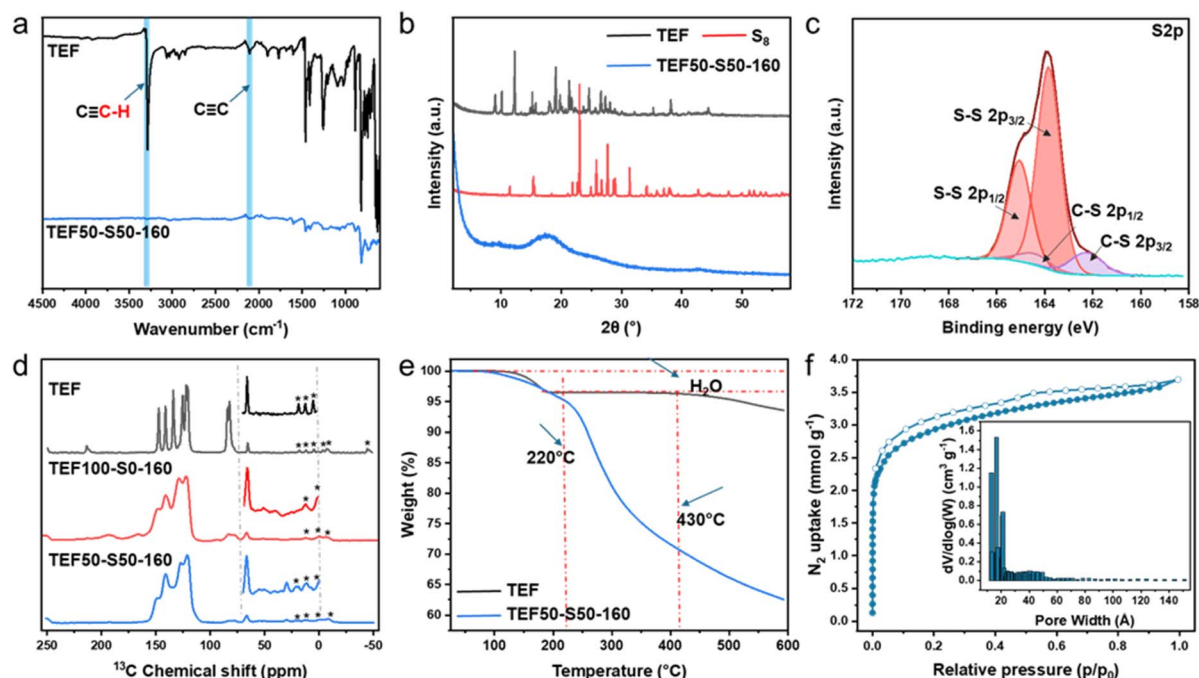 a
TEF
C≡C-H
C≡C
TEF50-S50-160
4500 4000 3500 3000 2500 2000 1500 1000
Wavenumber (cm⁻¹)
b
TEF
S₈
TEF50-S50-160
Intensity (a.u.)
10 20 30 40 50
2θ (°)
c
S2p
S-S 2p₃/₂
S-S 2p₁/₂
C-S 2p₁/₂
C-S 2p₃/₂
Intensity (a.u.)
172 170 168 166 164 162 160 158
Binding energy (eV)
d
TEF
* * * * * *
* * *
TEF100-S0-160
* *
* * *
TEF50-S50-160
* * *
* * * *
250 200 150 100 50 0 -50
¹³C Chemical shift (ppm)
e
H₂O
220°C
430°C
TEF
TEF50-S50-160
Weight (%)
100
95
90
85
80
75
70
65
60
100 200 300 400 500 600
Temperature (°C)
f
N₂ uptake (mmol g⁻¹)
4.0
3.5
3.0
2.5
2.0
1.5
1.0
0.5
0.0
0.0 0.2 0.4 0.6 0.8 1.0
Relative pressure (p/p₀)
dV/dlog(W) (cm³ g⁻¹)
1.6
1.4
1.2
1.0
0.8
0.6
0.4
0.2
0.0
20 40 60 80 100 120 140
Pore Width (Å)